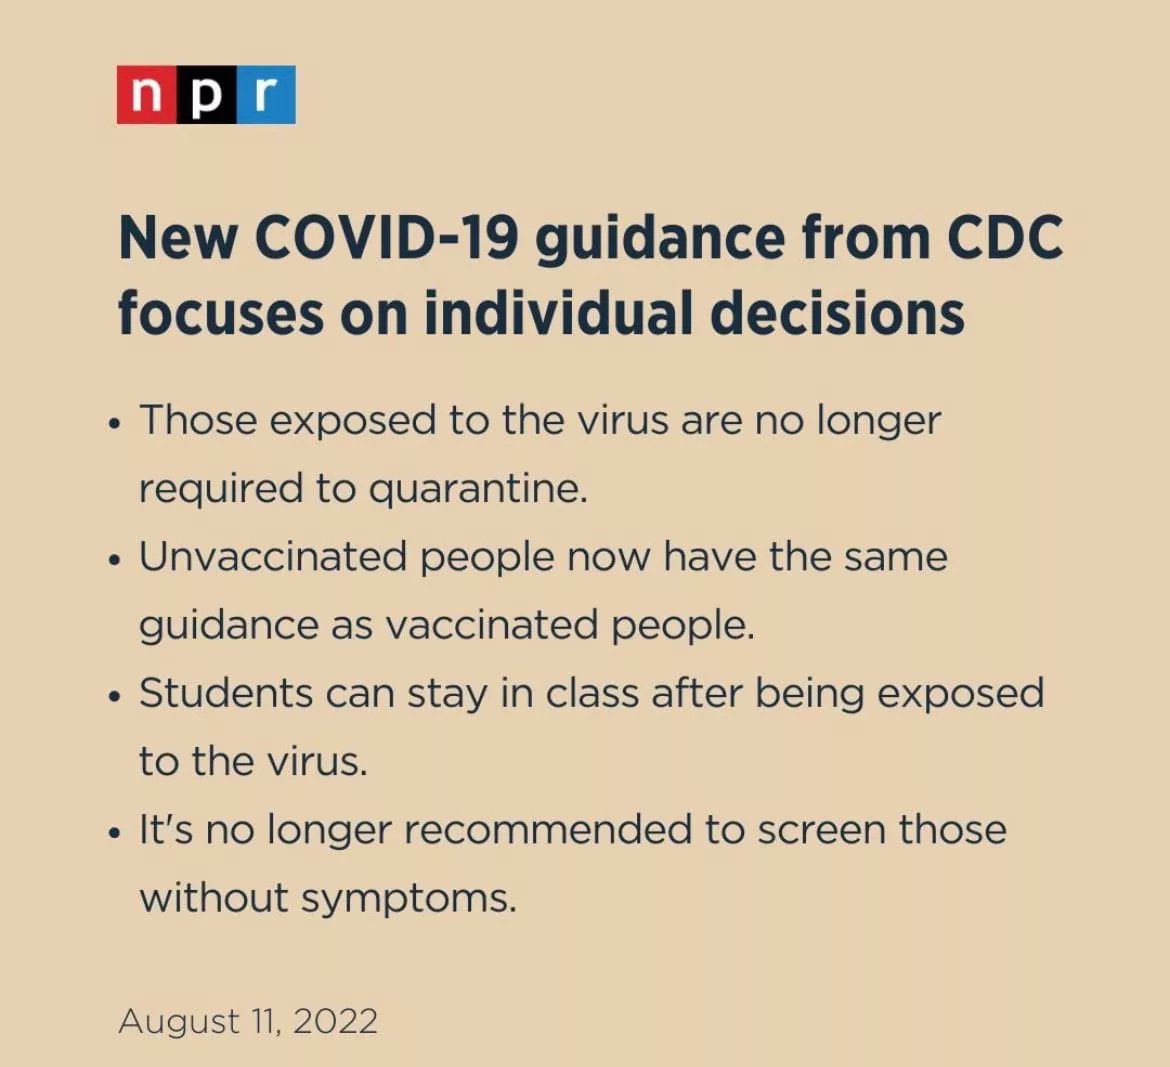 npr
New COVID-19 guidance from CDC
focuses on individual decisions
• Those exposed to the virus are no longer
required to quarantine.
• Unvaccinated people now have the same
guidance as vaccinated people.
• Students can stay in class after being exposed
to the virus.
• It's no longer recommended to screen those
without symptoms.
August 11, 2022